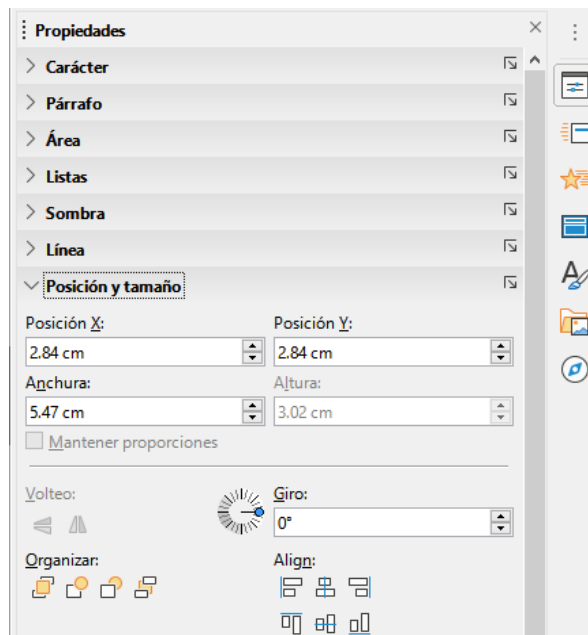 Propiedades
Carácter
Párrafo
Área
Listas
Sombra
Línea
Posición y tamaño
Posición X: Posición Y:
2.84 cm 2.84 cm
Anchura: Altura:
5.47 cm 3.02 cm
Mantener proporciones
Volteo: Giro:
0°
Organizar: Align: